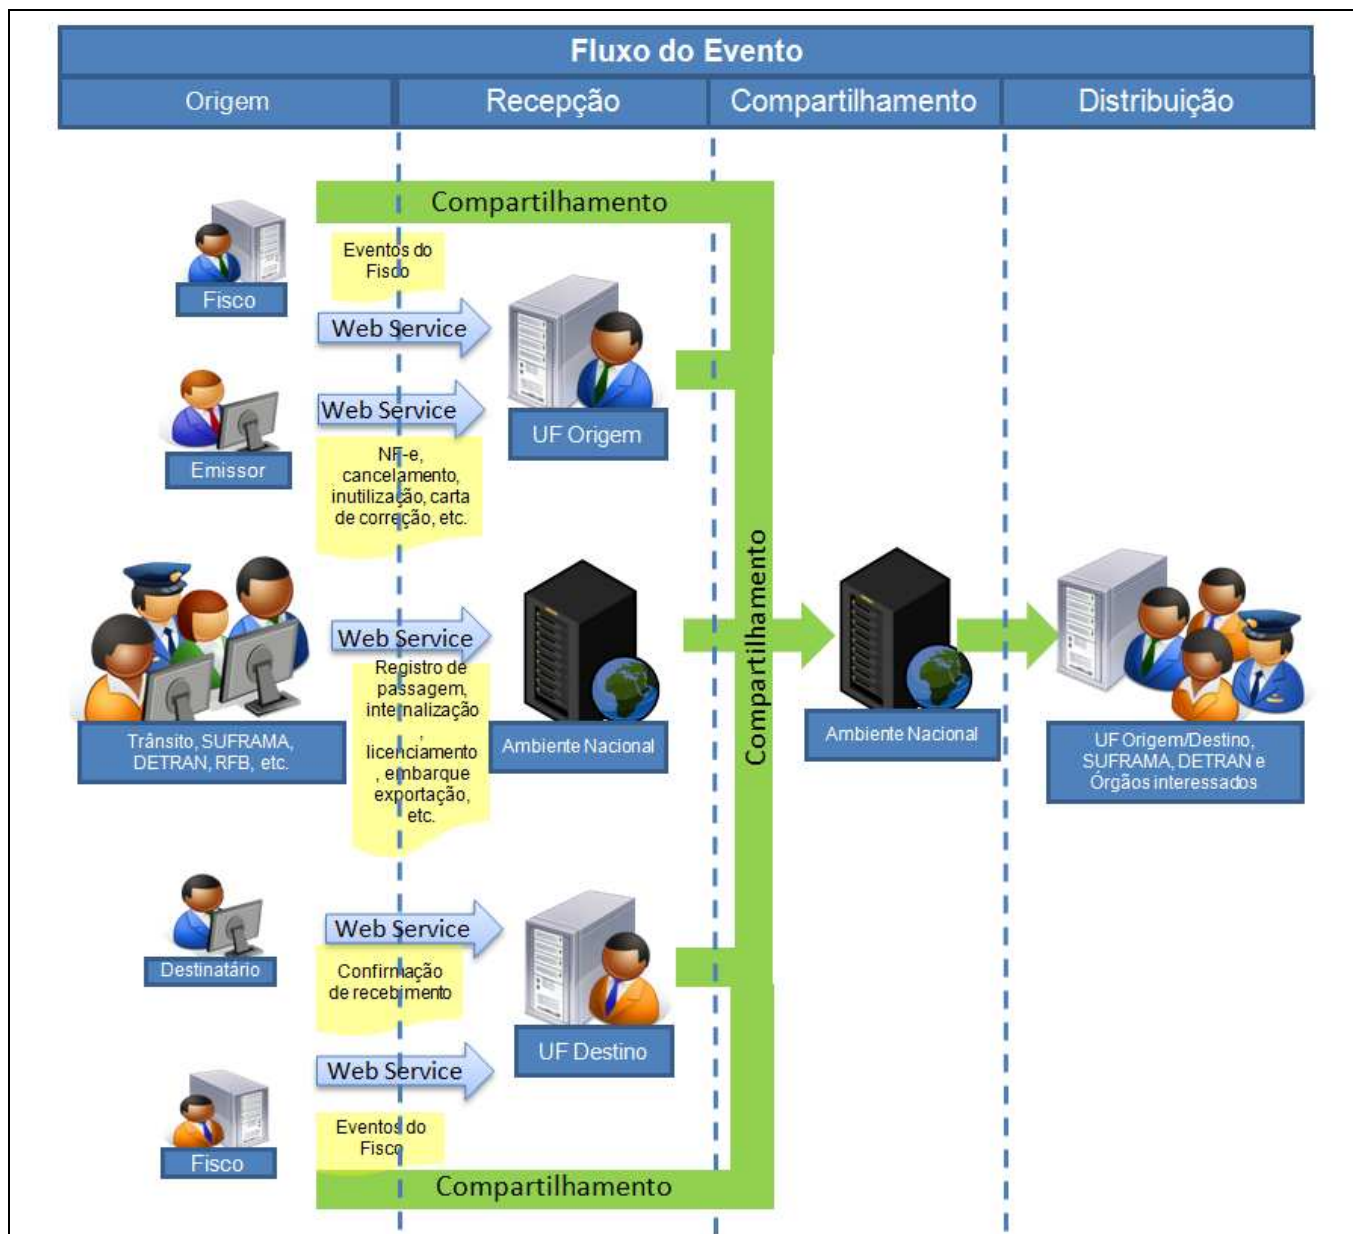 Fluxo do Evento
Origem
Recepção
Compartilhamento
Distribuição
Compartilhamento
Eventos do
Fisco
Fisco
Web Service
Web Service
UF Origem
Emissor
NF-e,
cancelamento,
inutilização, carta
de correção, etc.
Compartilhamento
Web Service
Registro de
passagem,
internalização
,
licenciamento
, embarque
exportação,
etc.
Trânsito, SUFRAMA,
DETRAN, RFB, etc.
Ambiente Nacional
Ambiente Nacional
UF Origem/Destino,
SUFRAMA, DETRAN e
Órgãos interessados
Web Service
Destinatário
Confirmação
de recebimento
UF Destino
Web Service
Eventos do
Fisco
Fisco
Compartilhamento